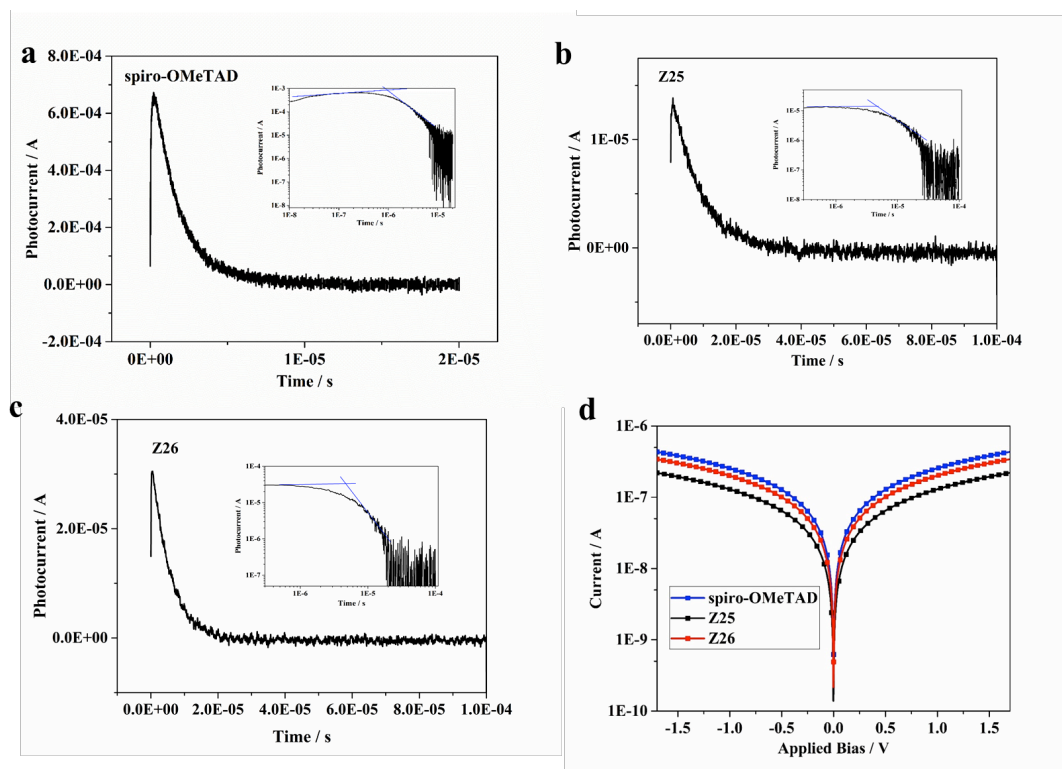 a
8.0E-04
6.0E-04
4.0E-04
2.0E-04
0.0E+00
-2.0E-04
Photocurrent / A
spiro-OMeTAD
1E-3
1E-4
1E-5
1E-6
1E-7
1E-8
Photocurrent / A
1E-8
1E-7
1E-6
1E-5
Time / s
0E+00
1E-05
2E-05
Time / s
b
1E-05
0E+00
Photocurrent / A
Z25
1E-5
1E-6
1E-7
1E-8
Photocurrent / A
1E-6
1E-5
1E-4
Time / s
0.0E+00
2.0E-05
4.0E-05
6.0E-05
8.0E-05
1.0E-04
Time / s
c
4.0E-05
2.0E-05
0.0E+00
Photocurrent / A
Z26
1E-4
1E-5
1E-6
1E-7
Photocurrent / A
1E-6
1E-5
1E-4
Time / s
0.0E+00
2.0E-05
4.0E-05
6.0E-05
8.0E-05
1.0E-04
Time / s
d
1E-6
1E-7
1E-8
1E-9
1E-10
Current / A
spiro-OMeTAD
Z25
Z26
-1.5
-1.0
-0.5
0.0
0.5
1.0
1.5
Applied Bias / V